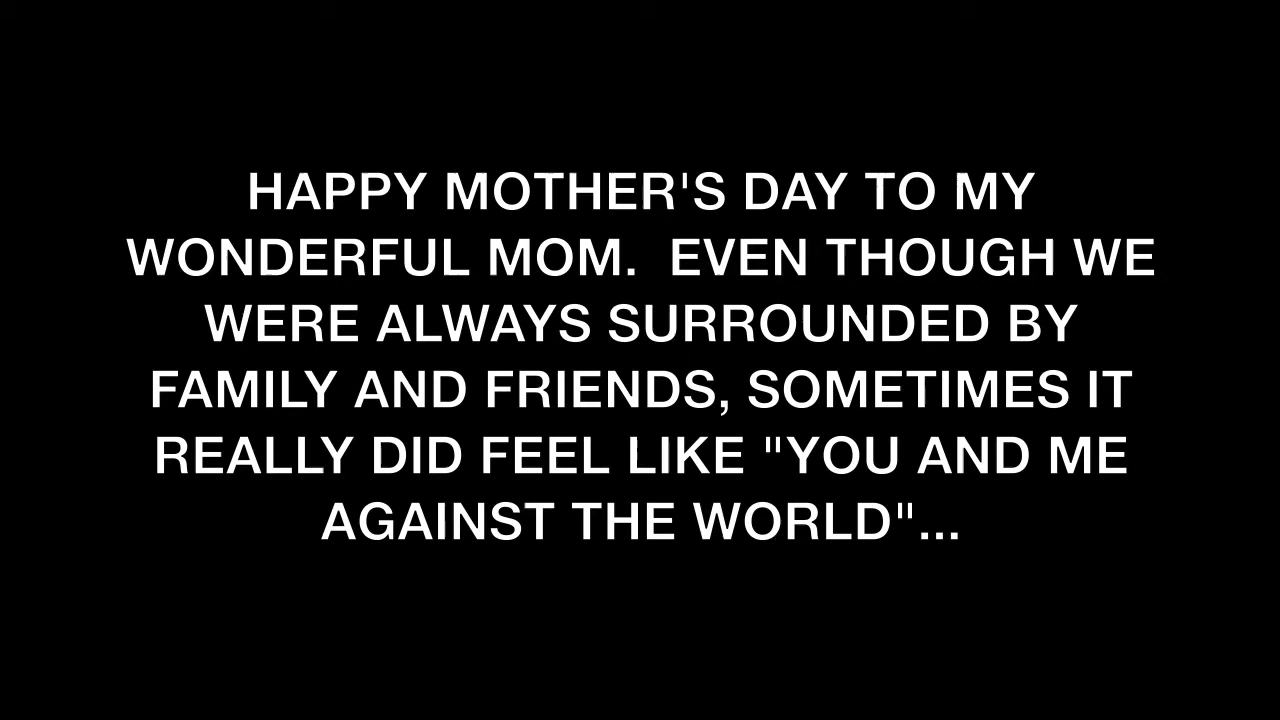 HAPPY MOTHER'S DAY TO MY
WONDERFUL MOM.  EVEN THOUGH WE
WERE ALWAYS SURROUNDED BY
FAMILY AND FRIENDS, SOMETIMES IT
REALLY DID FEEL LIKE "YOU AND ME
AGAINST THE WORLD"...